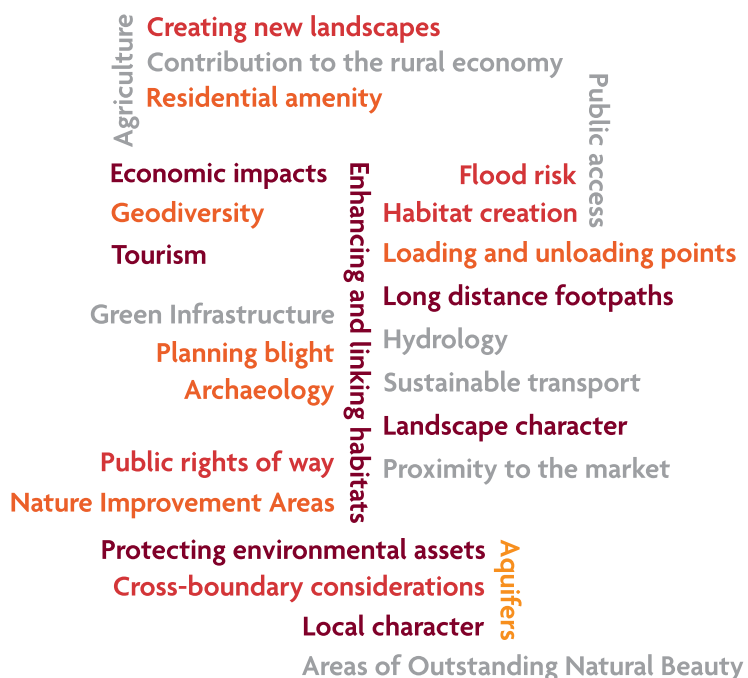 Agriculture
Creating new landscapes
Contribution to the rural economy
Residential amenity
Public access
Economic impacts
Geodiversity
Tourism
Green Infrastructure
Planning blight
Archaeology
Public rights of way
Nature Improvement Areas
Enhancing and linking habitats
Flood risk
Habitat creation
Loading and unloading points
Long distance footpaths
Hydrology
Sustainable transport
Landscape character
Proximity to the market
Protecting environmental assets
Cross-boundary considerations
Local character
Aquifers
Areas of Outstanding Natural Beauty